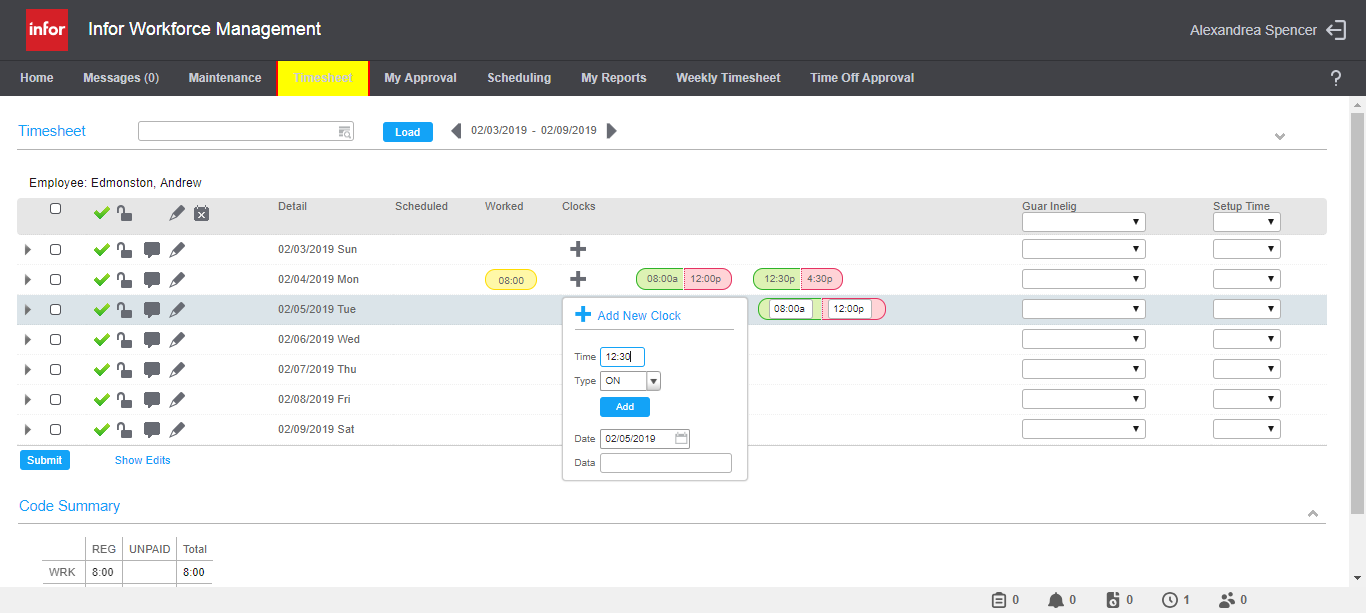 infor Infor Workforce Management Alexandrea Spencer
Home Messages (0) Maintenance Timesheet My Approval Scheduling My Reports Weekly Timesheet Time Off Approval ?
Timesheet Load 02/03/2019 - 02/09/2019
Employee: Edmonston, Andrew
Detail Scheduled Worked Clocks Guar Inelig Setup Time
02/03/2019 Sun
02/04/2019 Mon 08:00 08:00a 12:00p 12:30p 4:30p
02/05/2019 Tue 08:00a 12:00p
Add New Clock
02/06/2019 Wed
Time 12:30
02/07/2019 Thu
Type ON
02/08/2019 Fri
Add
02/09/2019 Sat
Date 02/05/2019
Submit Show Edits
Data
Code Summary
REG UNPAID Total
WRK 8:00 8:00
0 0 0 1 0